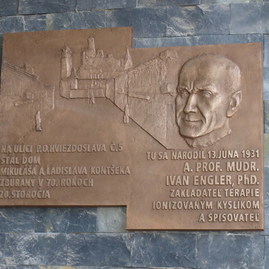 NA ULICI P.O.HVIEZDOSLAVA Č.5
STÁL DOM
MIKULÁŠA A LADISLAVA KONTŠEKA
ZBÚRANÝ V 70. ROKOCH
20. STOROČIA
TU SA NARODIL 13. JÚNA 1931
A. PROF. MUDR.
IVAN ENGLER, PhD.
ZAKLADATEĽ TERAPIE
IONIZOVANÝM KYSLÍKOM
A SPISOVATEĽ